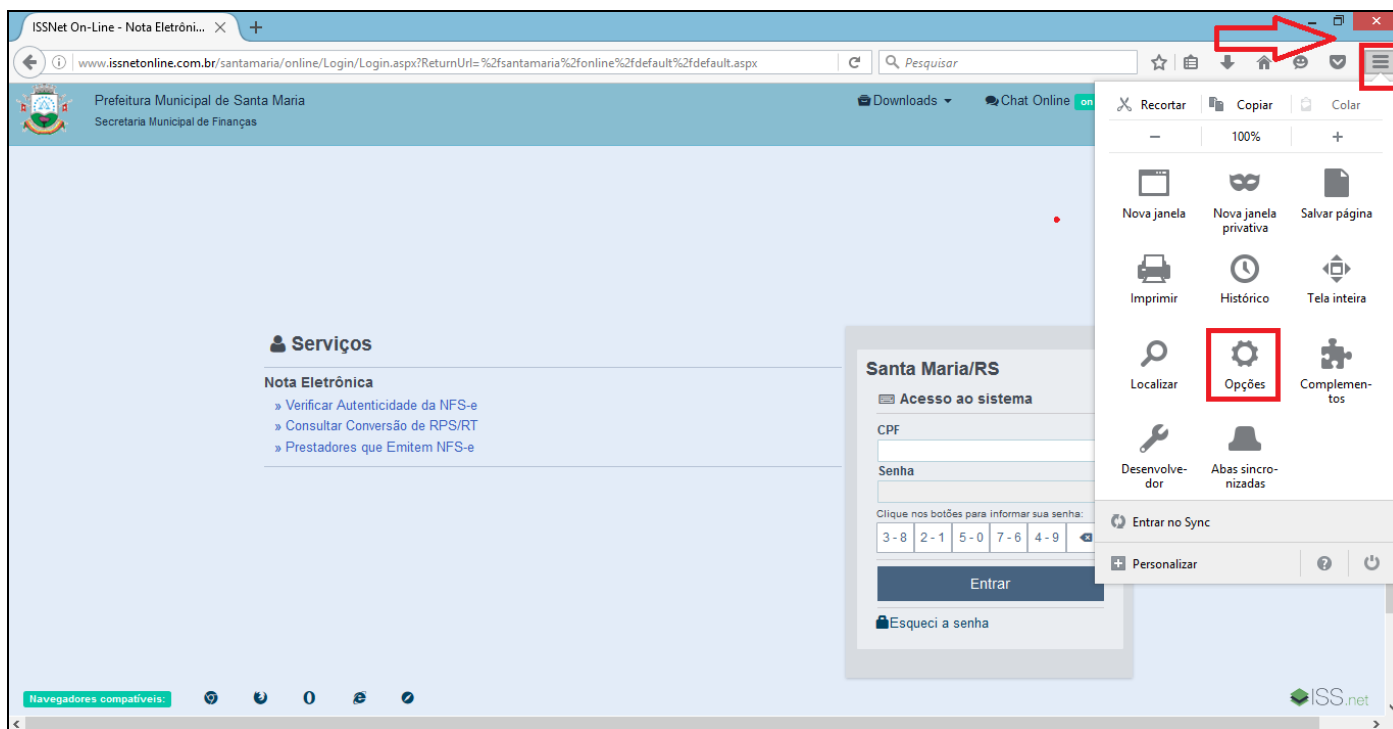 ISSNet On-Line - Nota Eletrôni...
www.issnetonline.com.br/santamaria/online/Login/Login.aspx?ReturnUrl=%2fsantamaria%2fonline%2fdefault%2fdefault.aspx
Pesquisar
Prefeitura Municipal de Santa Maria
Secretaria Municipal de Finanças
Downloads
Chat Online on
Recortar
Copiar
Colar
− 100% +
Nova janela
Nova janela privativa
Salvar página
Imprimir
Histórico
Tela inteira
Localizar
Opções
Complemen-
tos
Desenvolve-
dor
Abas sincro-
nizadas
Entrar no Sync
Personalizar
Serviços
Nota Eletrônica
» Verificar Autenticidade da NFS-e
» Consultar Conversão de RPS/RT
» Prestadores que Emitem NFS-e
Santa Maria/RS
Acesso ao sistema
CPF
Senha
Clique nos botões para informar sua senha:
3 - 8 2 - 1 5 - 0 7 - 6 4 - 9
Entrar
Esqueci a senha
Navegadores compatíveis:
ISS.net